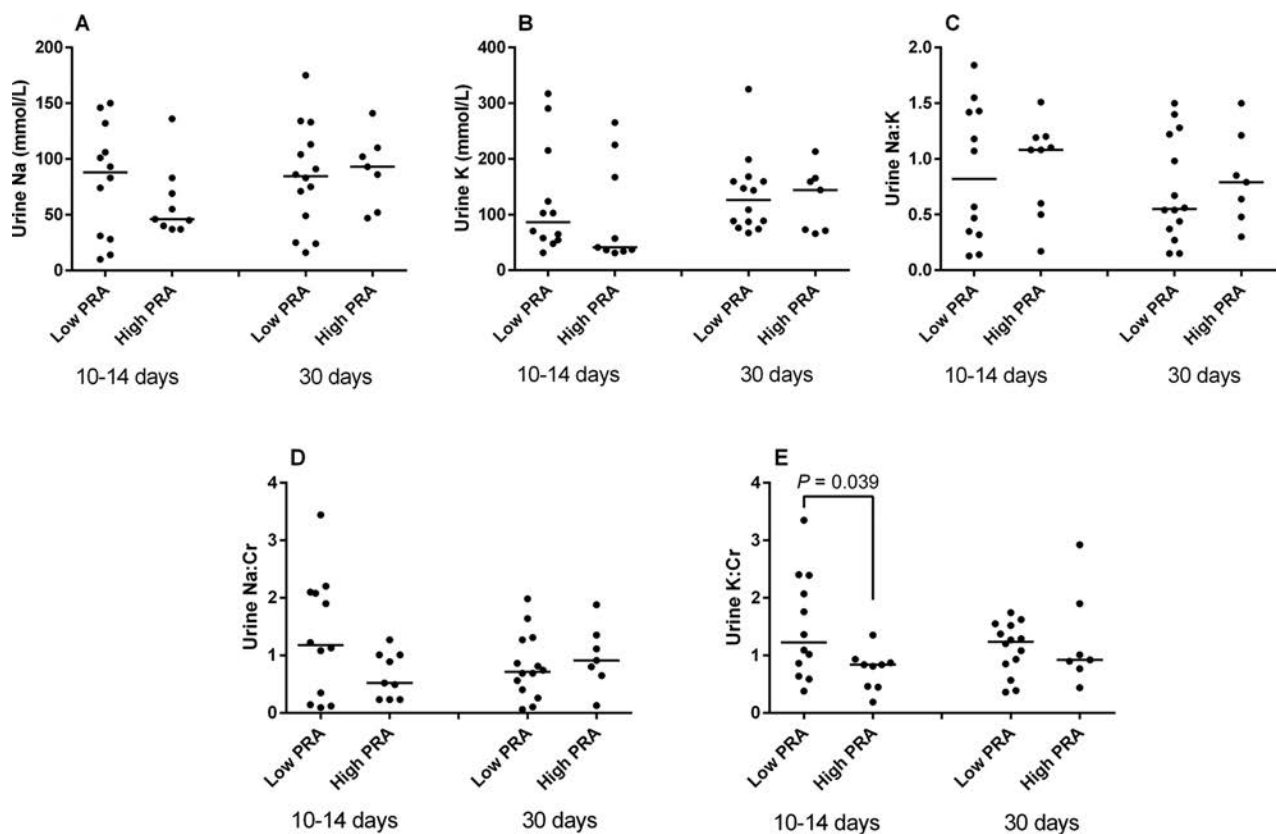 A
Urine Na (mmol/L)
200
150
100
50
0
Low PRA
High PRA
Low PRA
High PRA
10-14 days
30 days
B
Urine K (mmol/L)
400
300
200
100
0
Low PRA
High PRA
Low PRA
High PRA
10-14 days
30 days
C
Urine Na:K
2.0
1.5
1.0
0.5
0.0
Low PRA
High PRA
Low PRA
High PRA
10-14 days
30 days
D
Urine Na:Cr
4
3
2
1
0
Low PRA
High PRA
Low PRA
High PRA
10-14 days
30 days
E
P = 0.039
Urine K:Cr
4
3
2
1
0
Low PRA
High PRA
Low PRA
High PRA
10-14 days
30 days